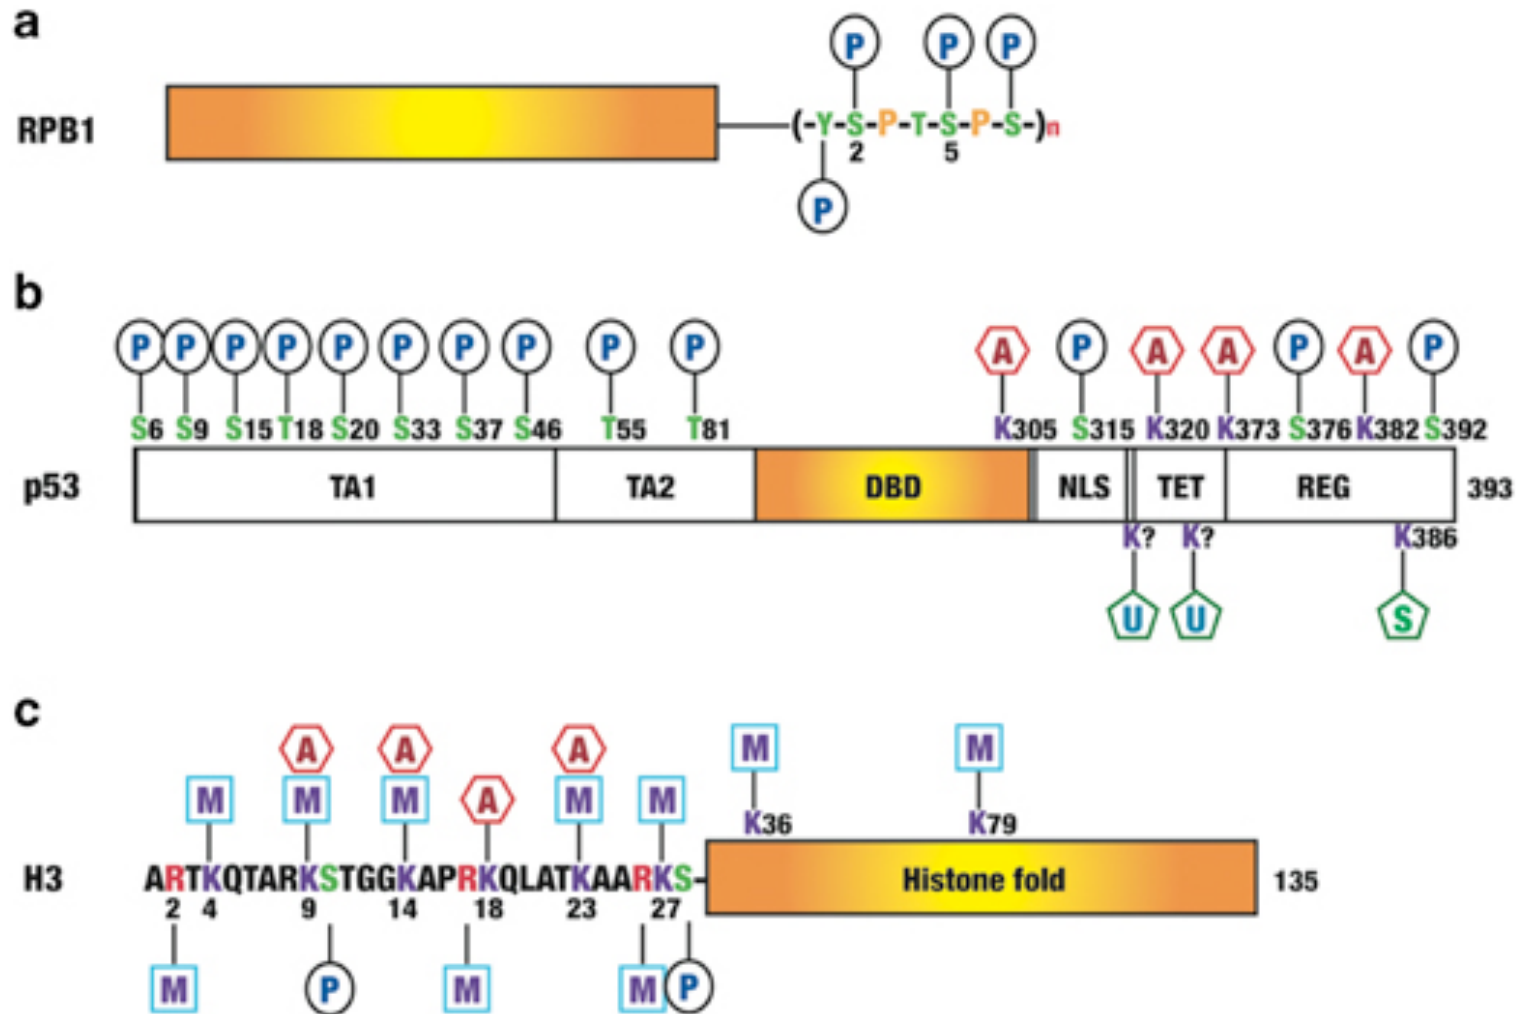 a
P P P
RPB1 (-Y-S-P-T-S-P-S-)n
2 5
P
b
P P P P P P P P P P A P A A P A P
S6 S9 S15 T18 S20 S33 S37 S46 T55 T81 K305 S315 K320 K373 S376 K382 S392
p53 TA1 TA2 DBD NLS TET REG 393
K? K? K386
U U S
c
A A A M M
M M M A M M
K36 K79
H3 ARTKQTARKSTGGKAPRKQLATKAARKS- Histone fold 135
2 4 9 14 18 23 27
M P M M P